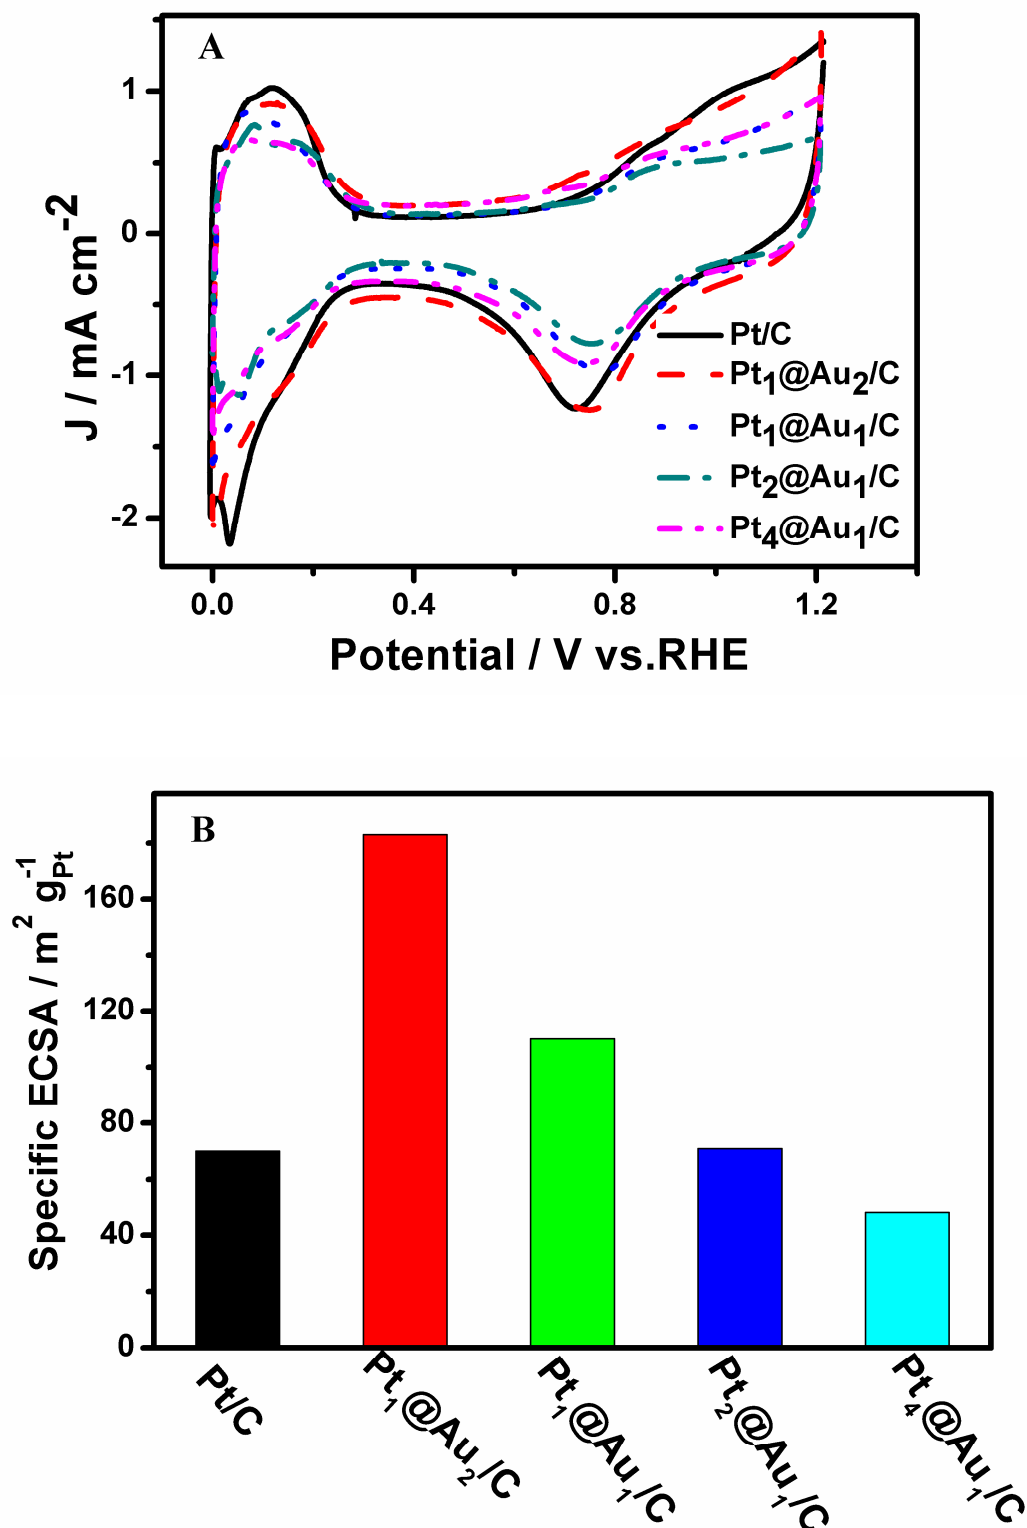 A
J / mA cm-2
1
0
-1
-2
Pt/C
Pt1@Au2/C
Pt1@Au1/C
Pt2@Au1/C
Pt4@Au1/C
0.0 0.4 0.8 1.2
Potential / V vs.RHE
B
Specific ECSA / m2 gPt-1
160
120
80
40
0
Pt/C
Pt1@Au2/C
Pt1@Au1/C
Pt2@Au1/C
Pt4@Au1/C